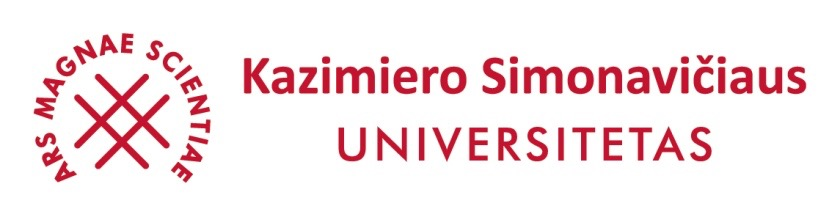 ARS MAGNAE SCIENTIAE
Kazimiero Simonavičiaus
UNIVERSITETAS